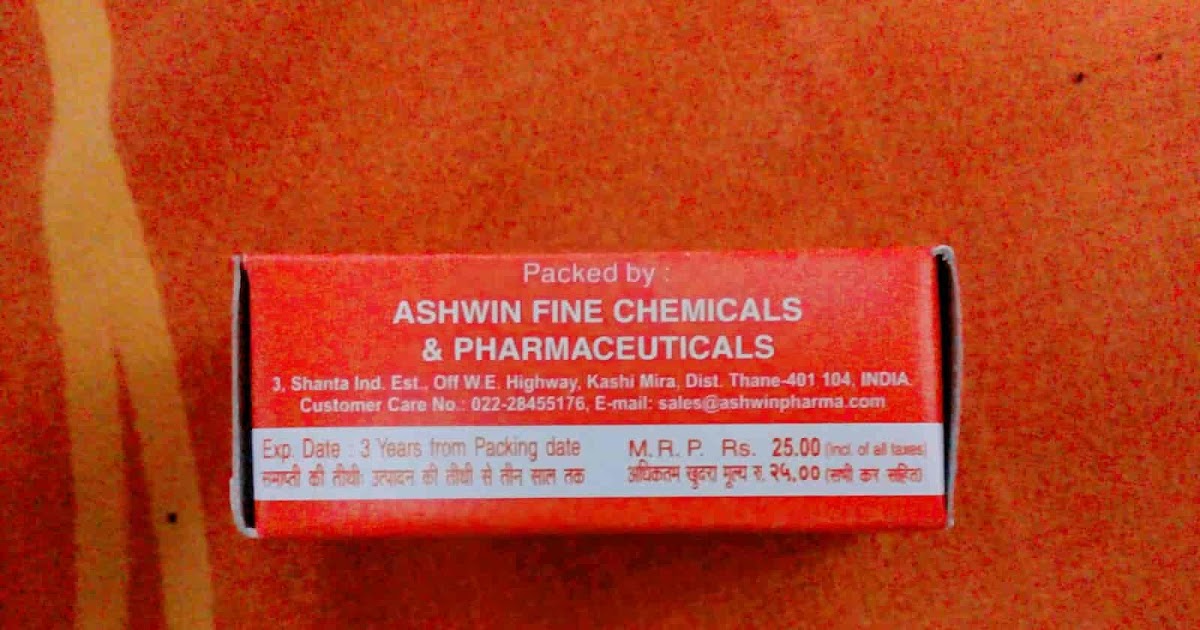 Packed by :
ASHWIN FINE CHEMICALS
& PHARMACEUTICALS
3, Shanta Ind. Est., Off W.E. Highway, Kashi Mira, Dist. Thane-401 104, INDIA.
Customer Care No.: 022-28455176, E-mail: sales@ashwinpharma.com
Exp. Date : 3 Years from Packing date
समाप्ती की तीथी: उत्पादन की तीथी से तीन साल तक
M. R. P. Rs. 25.00 (incl. of all taxes)
अधिकतम खुदरा मूल्य रु. २५.०० (सभी कर सहित)